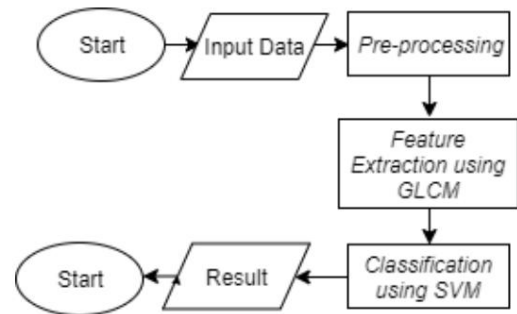 Start
Input Data
Pre-processing
Feature
Extraction using
GLCM
Classification
using SVM
Result
Start